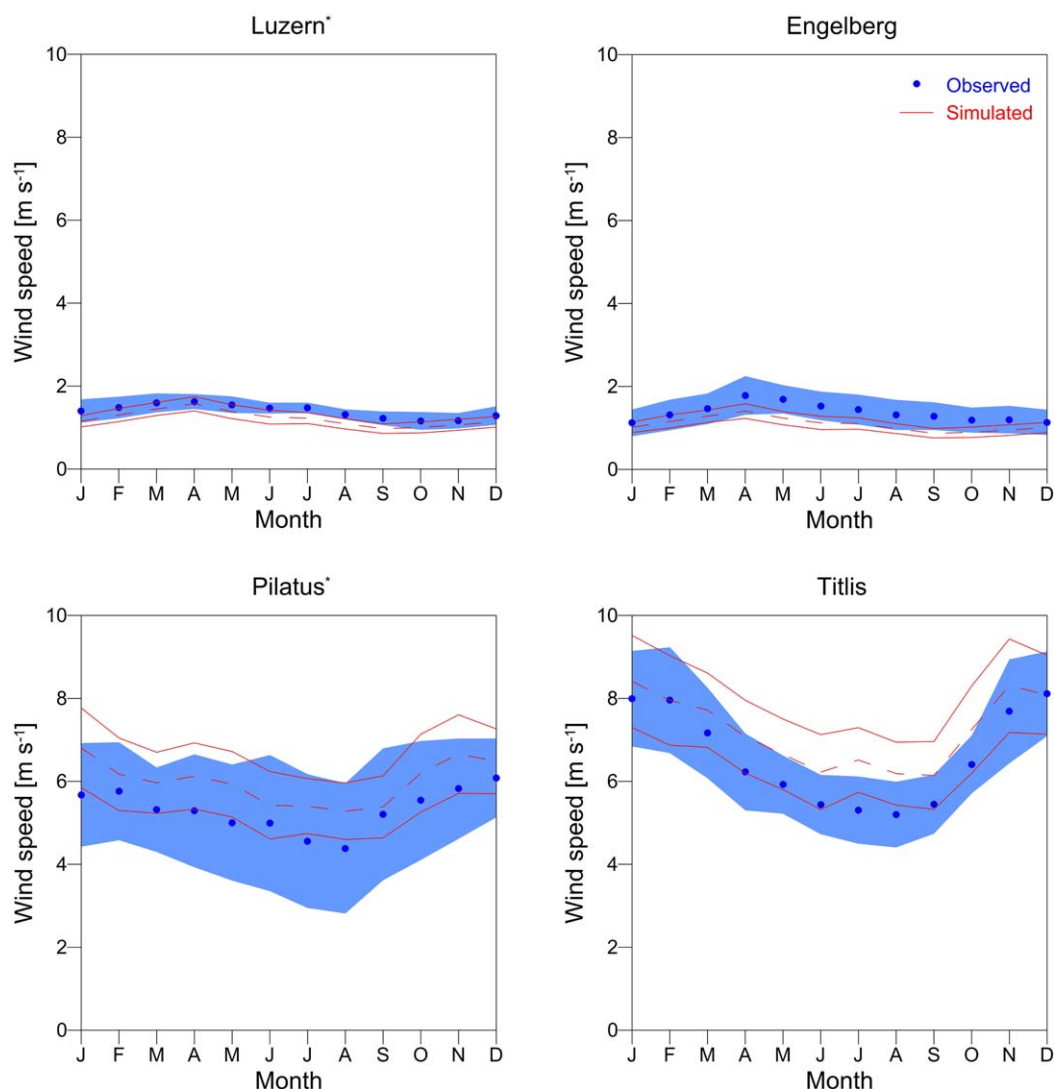 Luzern*
10
8
6
4
2
0
Wind speed [m s-1]
J F M A M J J A S O N D
Month
Engelberg
10
8
6
4
2
0
Wind speed [m s-1]
Observed
Simulated
J F M A M J J A S O N D
Month
Pilatus*
10
8
6
4
2
0
Wind speed [m s-1]
J F M A M J J A S O N D
Month
Titlis
10
8
6
4
2
0
Wind speed [m s-1]
J F M A M J J A S O N D
Month